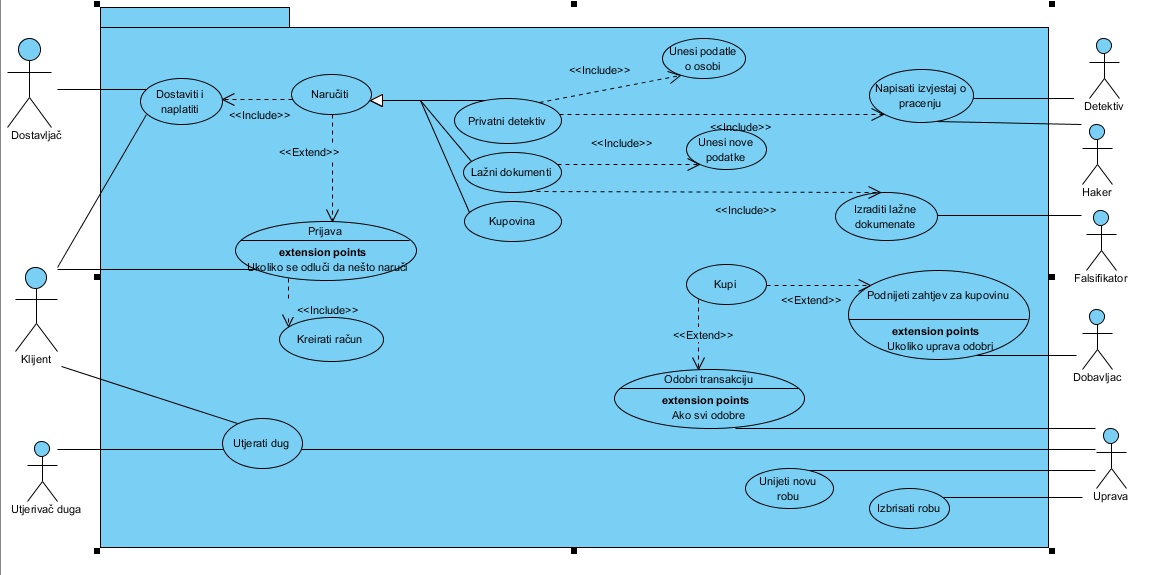 Dostavljač
Klijent
Utjerivač duga
Dostaviti i
naplatiti
<<Include>>
Naručiti
<<Extend>>
Prijava
extension points
Ukoliko se odluči da nešto naruči
<<Include>>
Kreirati račun
Utjerati dug
Unesi podatle
o osobi
<<Include>>
Privatni detektiv
<<Include>>
Napisati izvjestaj o
pracenju
<<Include>>
Unesi nove
podatke
Lažni dokumenti
<<Include>>
Izraditi lažne
dokumenate
Kupovina
Kupi
<<Extend>>
Podnijeti zahtjev za kupovinu
extension points
Ukoliko uprava odobri
<<Extend>>
Odobri transakciju
extension points
Ako svi odobre
Unijeti novu
robu
Izbrisati robu
Detektiv
Haker
Falsifikator
Dobavljac
Uprava